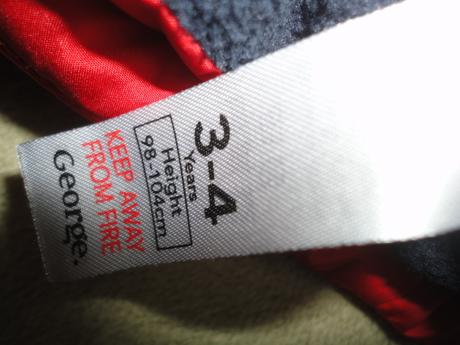 3-4
Years
Height
98-104cm
KEEP AWAY
FROM FIRE
George.